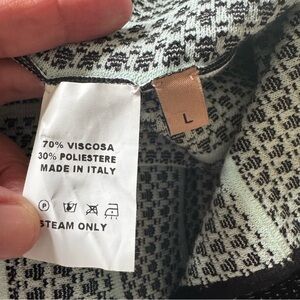 70% VISCOSA
30% POLIESTERE
MADE IN ITALY
P
STEAM ONLY
L